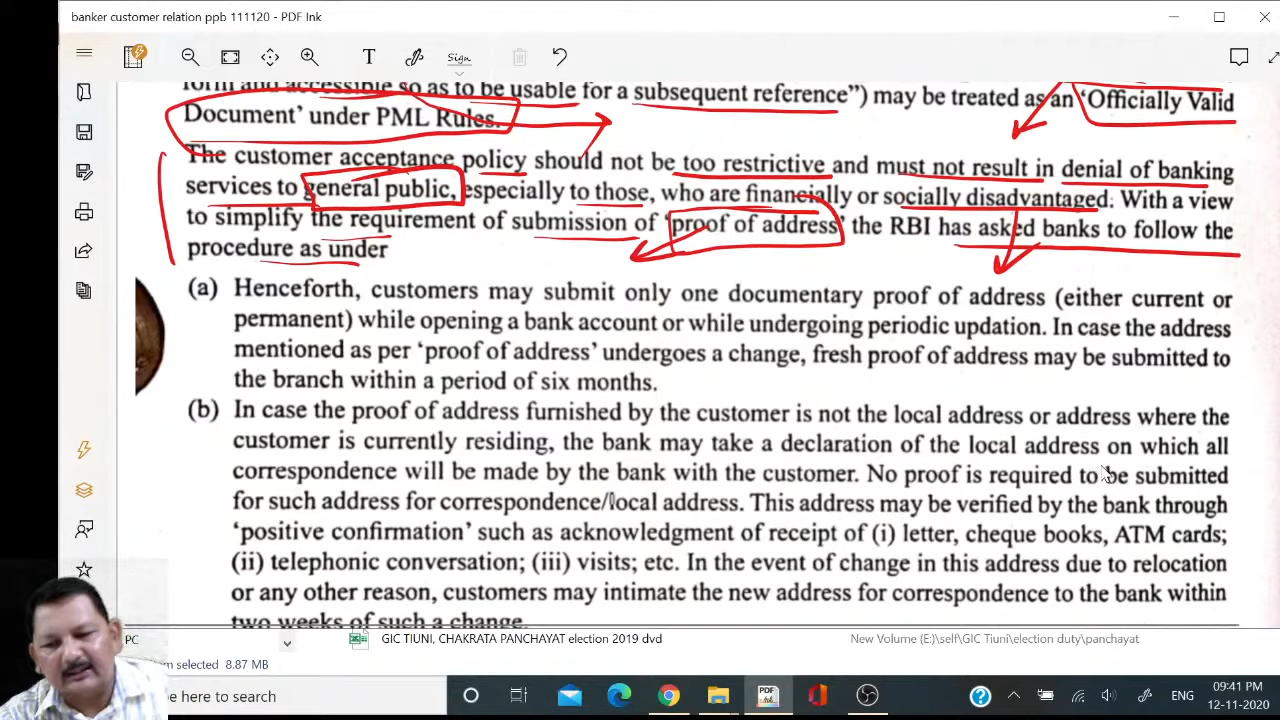 banker customer relation ppb 111120 - PDF Ink
T
Sign
form and accessible so as to be usable for a subsequent reference”) may be treated as an ‘Officially Valid
Document’ under PML Rules.
The customer acceptance policy should not be too restrictive and must not result in denial of banking
services to general public, especially to those, who are financially or socially disadvantaged. With a view
to simplify the requirement of submission of ‘proof of address’ the RBI has asked banks to follow the
procedure as under
(a) Henceforth, customers may submit only one documentary proof of address (either current or
permanent) while opening a bank account or while undergoing periodic updation. In case the address
mentioned as per ‘proof of address’ undergoes a change, fresh proof of address may be submitted to
the branch within a period of six months.
(b) In case the proof of address furnished by the customer is not the local address or address where the
customer is currently residing, the bank may take a declaration of the local address on which all
correspondence will be made by the bank with the customer. No proof is required to be submitted
for such address for correspondence/local address. This address may be verified by the bank through
‘positive confirmation’ such as acknowledgment of receipt of (i) letter, cheque books, ATM cards;
(ii) telephonic conversation; (iii) visits; etc. In the event of change in this address due to relocation
or any other reason, customers may intimate the new address for correspondence to the bank within
two weeks of such a change.
PC
GIC TIUNI, CHAKRATA PANCHAYAT election 2019 dvd
New Volume (E:)\self\GIC Tiuni\election duty\panchayat
m selected 8.87 MB
e here to search
PDF Ink
ENG
09:41 PM
12-11-2020